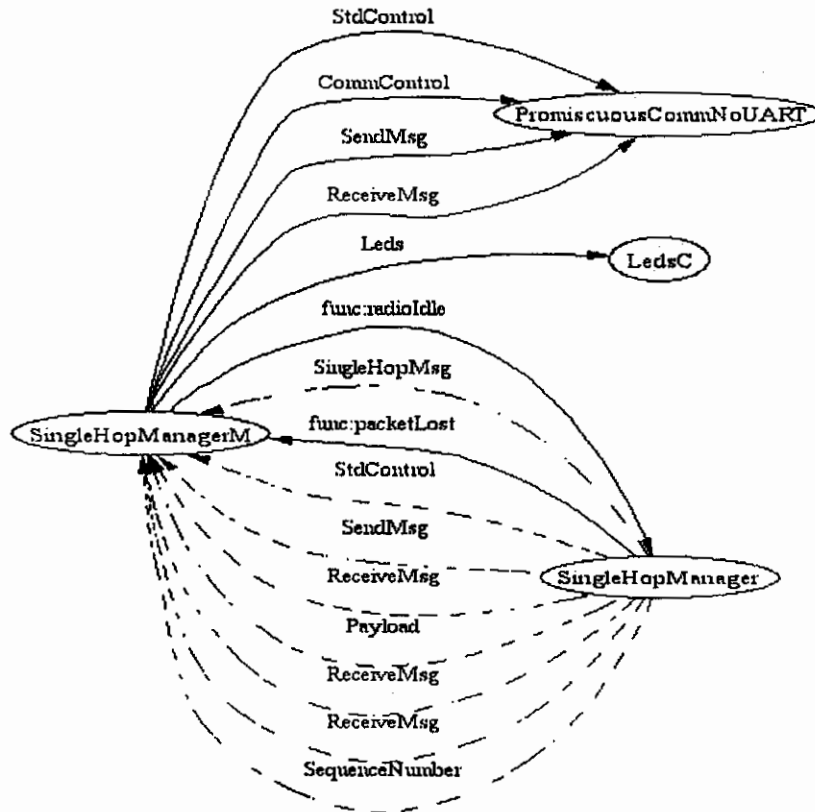 StdControl
CommControl
PromiscuousCommNoUART
SendMsg
ReceiveMsg
Leds
LedsC
func:radioIdle
SingleHopMsg
func:packetLost
SingleHopManagerM
StdControl
SendMsg
ReceiveMsg
SingleHopManager
Payload
ReceiveMsg
ReceiveMsg
SequenceNumber